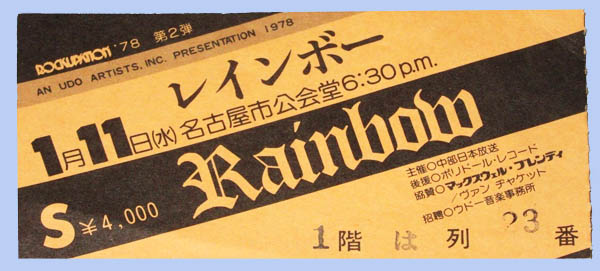 ROCKUPATION '78 第2弾
AN UDO ARTISTS, INC. PRESENTATION 1978
レインボー
1月11日(水)名古屋市公会堂6:30p.m.
Rainbow
S ¥4,000
主催○中部日本放送
後援○ポリドール・レコード
協賛○マックスウェル・ブレンディ
/ヴァン ヂャケット
招聘○ウドー音楽事務所
1階 は 列 23 番